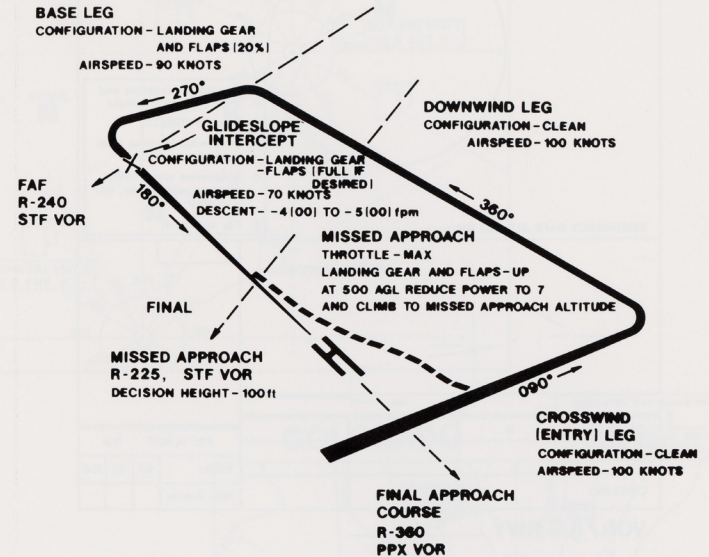 BASE LEG
CONFIGURATION - LANDING GEAR
AND FLAPS (20%)
AIRSPEED - 90 KNOTS
270°
GLIDESLOPE
INTERCEPT
CONFIGURATION - LANDING GEAR
- FLAPS (FULL IF
DESIRED)
AIRSPEED - 70 KNOTS
DESCENT - -4(00) TO -5(00) fpm
DOWNWIND LEG
CONFIGURATION - CLEAN
AIRSPEED - 100 KNOTS
360°
FAF
R-240
STF VOR
180°
MISSED APPROACH
THROTTLE - MAX
LANDING GEAR AND FLAPS - UP
AT 500 AGL REDUCE POWER TO 7
AND CLIMB TO MISSED APPROACH ALTITUDE
FINAL
MISSED APPROACH
R-225, STF VOR
DECISION HEIGHT - 100 ft
090°
CROSSWIND
(ENTRY) LEG
CONFIGURATION - CLEAN
AIRSPEED - 100 KNOTS
FINAL APPROACH
COURSE
R-360
PPX VOR